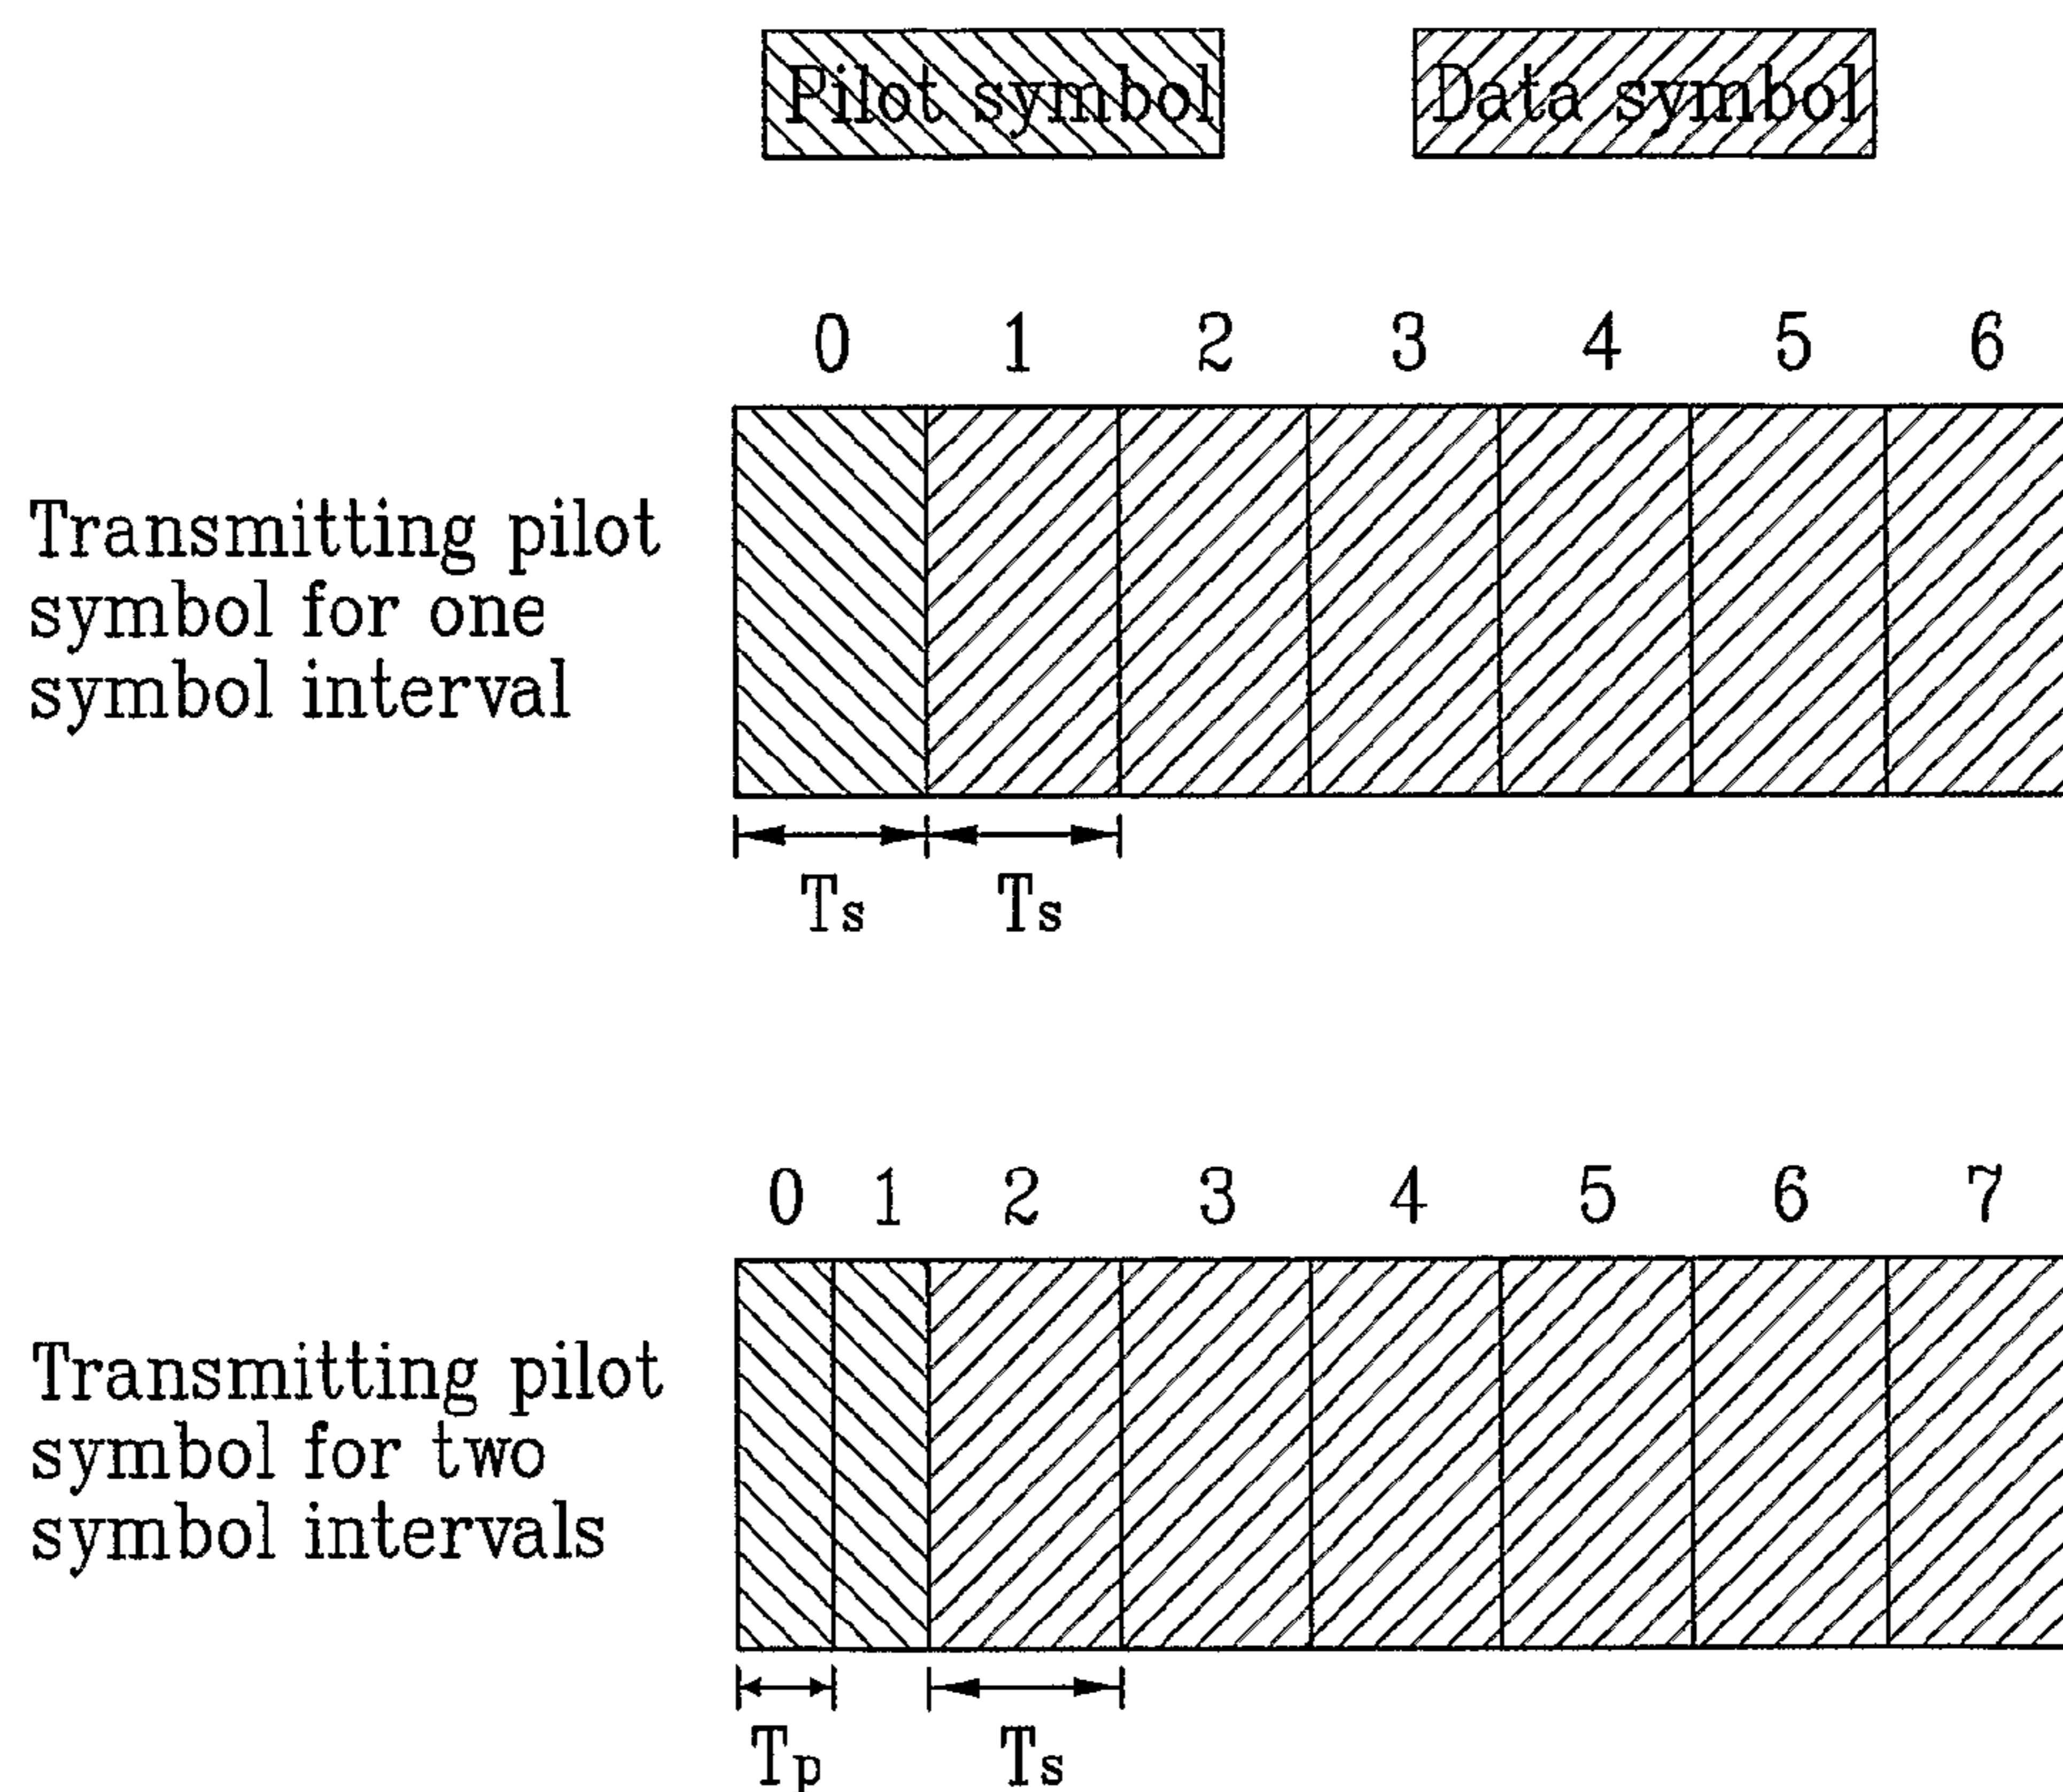 Pilot symbol Data symbol
0 1 2 3 4 5 6
Transmitting pilot
symbol for one
symbol interval
Ts Ts
0 1 2 3 4 5 6 7
Transmitting pilot
symbol for two
symbol intervals
Tp Ts